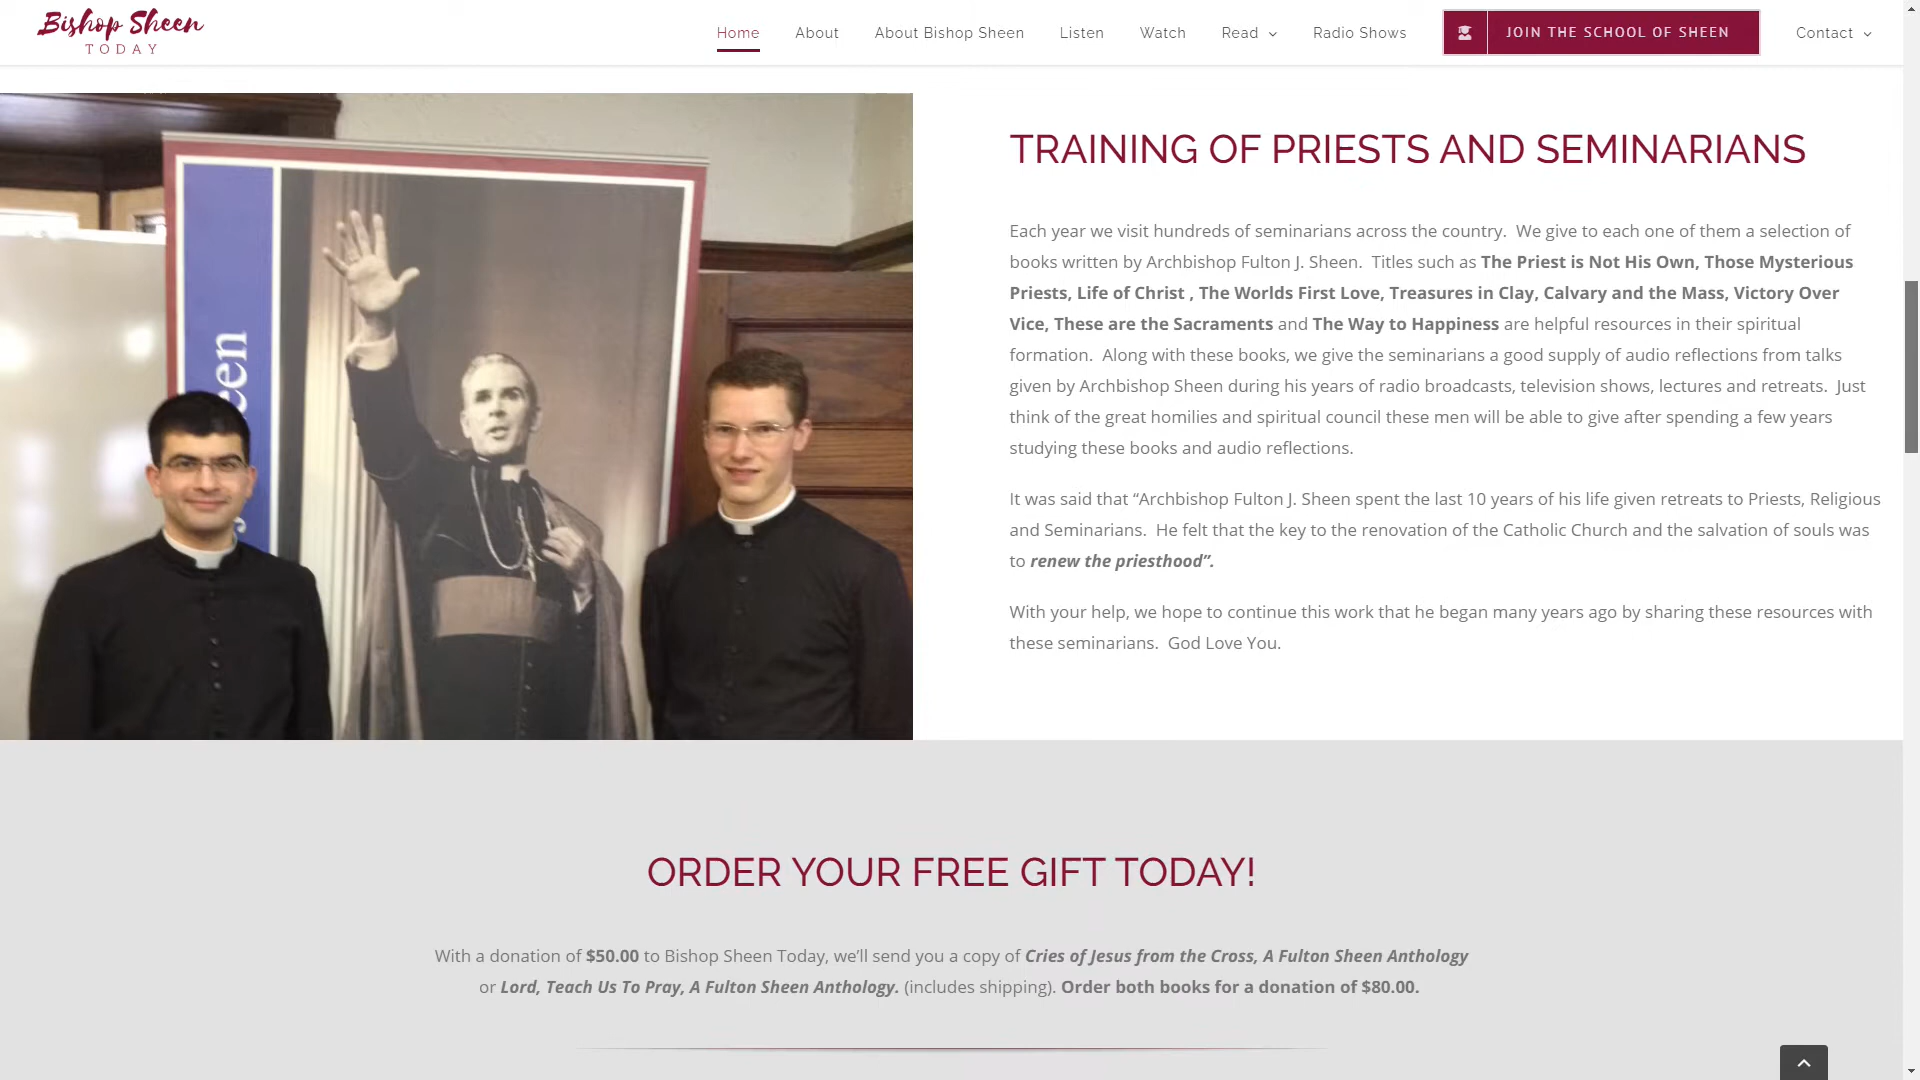 Bishop Sheen
TODAY
Home
About
About Bishop Sheen
Listen
Watch
Read
Radio Shows
JOIN THE SCHOOL OF SHEEN
Contact
TRAINING OF PRIESTS AND SEMINARIANS
Each year we visit hundreds of seminarians across the country.  We give to each one of them a selection of
books written by Archbishop Fulton J. Sheen.  Titles such as The Priest is Not His Own, Those Mysterious
Priests, Life of Christ , The Worlds First Love, Treasures in Clay, Calvary and the Mass, Victory Over
Vice, These are the Sacraments and The Way to Happiness are helpful resources in their spiritual
formation.  Along with these books, we give the seminarians a good supply of audio reflections from talks
given by Archbishop Sheen during his years of radio broadcasts, television shows, lectures and retreats.  Just
think of the great homilies and spiritual council these men will be able to give after spending a few years
studying these books and audio reflections.
It was said that “Archbishop Fulton J. Sheen spent the last 10 years of his life given retreats to Priests, Religious
and Seminarians.  He felt that the key to the renovation of the Catholic Church and the salvation of souls was
to renew the priesthood”.
With your help, we hope to continue this work that he began many years ago by sharing these resources with
these seminarians.  God Love You.
ORDER YOUR FREE GIFT TODAY!
With a donation of $50.00 to Bishop Sheen Today, we’ll send you a copy of Cries of Jesus from the Cross, A Fulton Sheen Anthology
or Lord, Teach Us To Pray, A Fulton Sheen Anthology. (includes shipping). Order both books for a donation of $80.00.